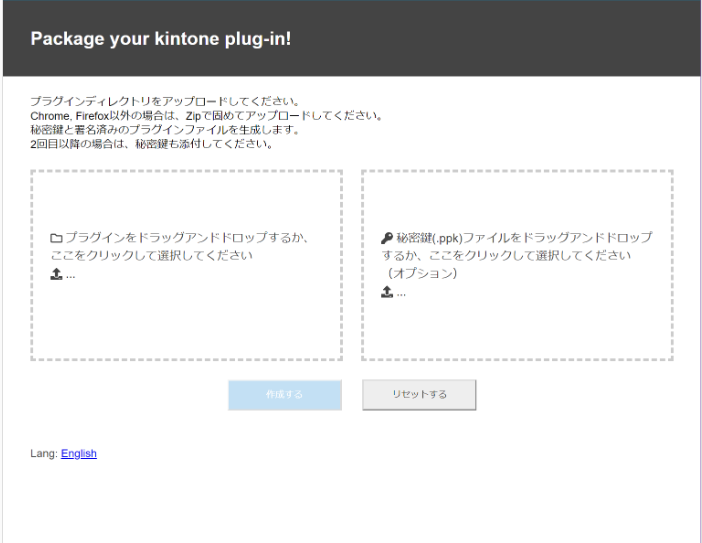 Package your kintone plug-in!
プラグインディレクトリをアップロードしてください。
Chrome, Firefox以外の場合は、Zipで固めてアップロードしてください。
秘密鍵と署名済みのプラグインファイルを生成します。
2回目以降の場合は、秘密鍵も添付してください。
プラグインをドラッグアンドドロップするか、
ここをクリックして選択してください
...
秘密鍵(.ppk)ファイルをドラッグアンドドロップ
するか、ここをクリックして選択してください
（オプション）
...
作成する
リセットする
Lang: English